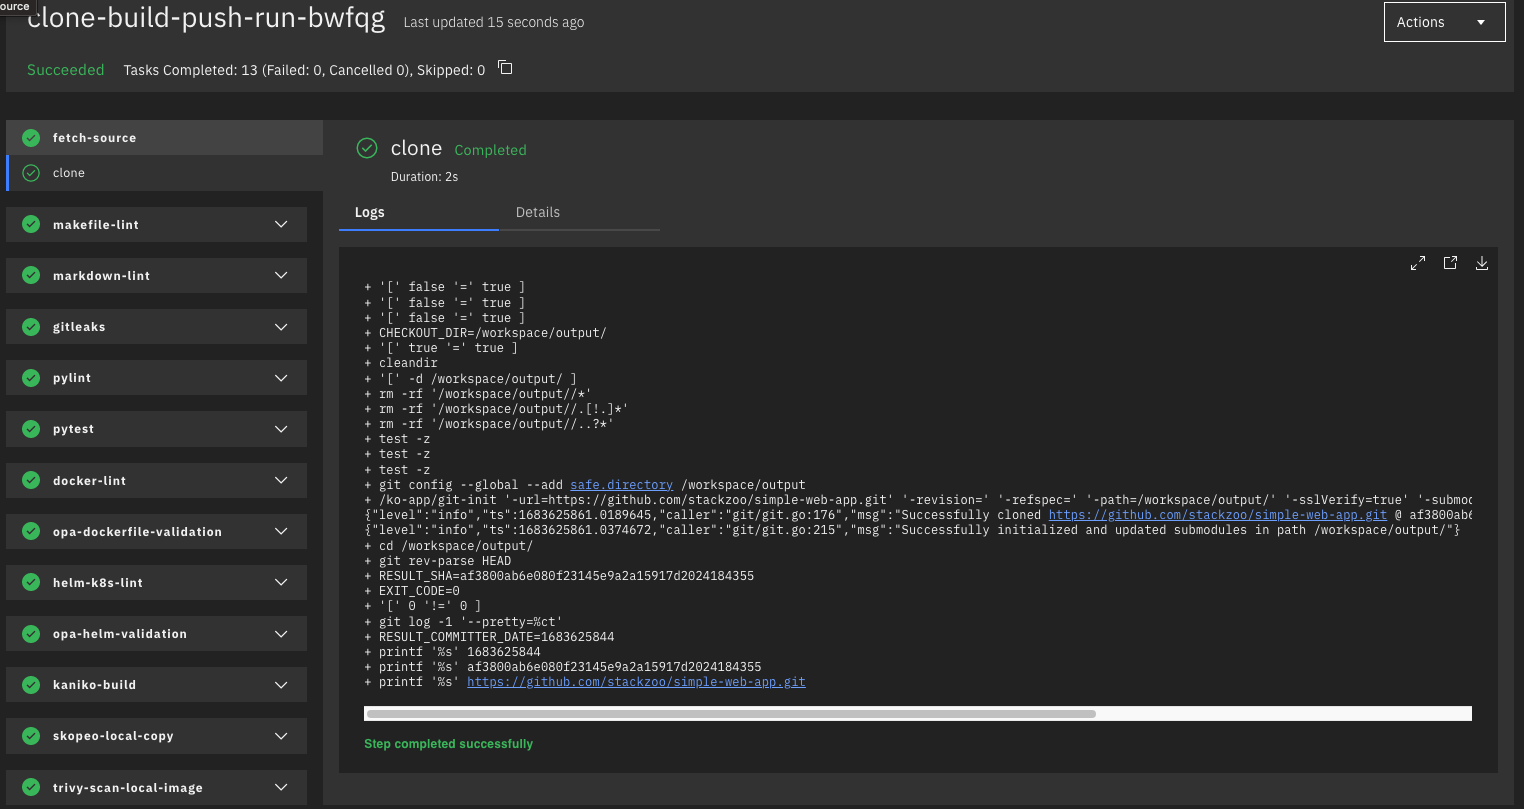 ource
clone-build-push-run-bwfqg Last updated 15 seconds ago
Actions
Succeeded Tasks Completed: 13 (Failed: 0, Cancelled 0), Skipped: 0
fetch-source
clone
makefile-lint
markdown-lint
gitleaks
pylint
pytest
docker-lint
opa-dockerfile-validation
helm-k8s-lint
opa-helm-validation
kaniko-build
skopeo-local-copy
trivy-scan-local-image
clone Completed
Duration: 2s
Logs Details
+ '[' false '=' true ]
+ '[' false '=' true ]
+ '[' false '=' true ]
+ CHECKOUT_DIR=/workspace/output/
+ '[' true '=' true ]
+ cleandir
+ '[' -d /workspace/output/ ]
+ rm -rf '/workspace/output//*'
+ rm -rf '/workspace/output//.[!.]*'
+ rm -rf '/workspace/output//..?*'
+ test -z
+ test -z
+ test -z
+ git config --global --add safe.directory /workspace/output
+ /ko-app/git-init '-url=https://github.com/stackzoo/simple-web-app.git' '-revision=' '-refspec=' '-path=/workspace/output/' '-sslVerify=true' '-submod
{"level":"info","ts":1683625861.0189645,"caller":"git/git.go:176","msg":"Successfully cloned https://github.com/stackzoo/simple-web-app.git @ af3800ab6
{"level":"info","ts":1683625861.0374672,"caller":"git/git.go:215","msg":"Successfully initialized and updated submodules in path /workspace/output/"}
+ cd /workspace/output/
+ git rev-parse HEAD
+ RESULT_SHA=af3800ab6e080f23145e9a2a15917d2024184355
+ EXIT_CODE=0
+ '[' 0 '!=' 0 ]
+ git log -1 '--pretty=%ct'
+ RESULT_COMMITTER_DATE=1683625844
+ printf '%s' 1683625844
+ printf '%s' af3800ab6e080f23145e9a2a15917d2024184355
+ printf '%s' https://github.com/stackzoo/simple-web-app.git
Step completed successfully